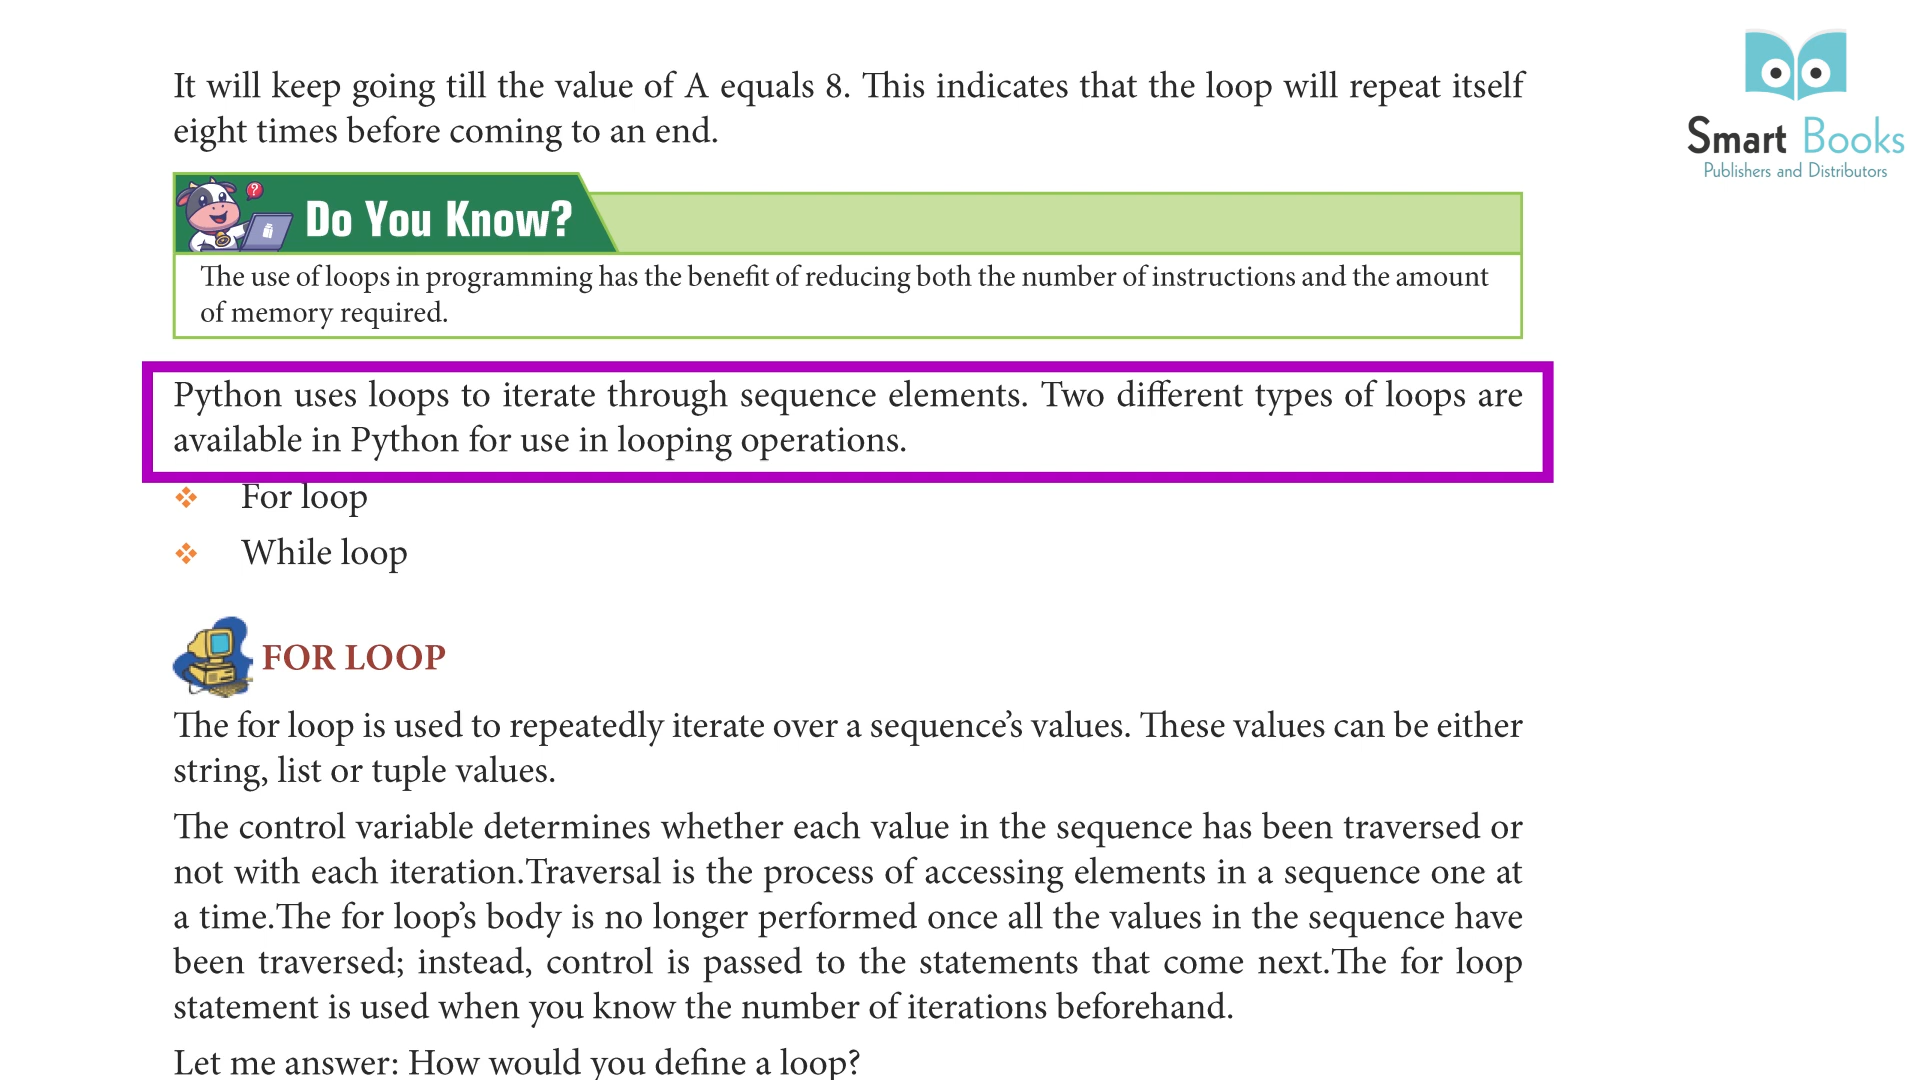 It will keep going till the value of A equals 8. This indicates that the loop will repeat itself
eight times before coming to an end.
Smart Books
Publishers and Distributors
?
Do You Know?
The use of loops in programming has the benefit of reducing both the number of instructions and the amount
of memory required.
Python uses loops to iterate through sequence elements. Two different types of loops are
available in Python for use in looping operations.
❖ For loop
❖ While loop
FOR LOOP
The for loop is used to repeatedly iterate over a sequence’s values. These values can be either
string, list or tuple values.
The control variable determines whether each value in the sequence has been traversed or
not with each iteration.Traversal is the process of accessing elements in a sequence one at
a time.The for loop’s body is no longer performed once all the values in the sequence have
been traversed; instead, control is passed to the statements that come next.The for loop
statement is used when you know the number of iterations beforehand.
Let me answer: How would you define a loop?